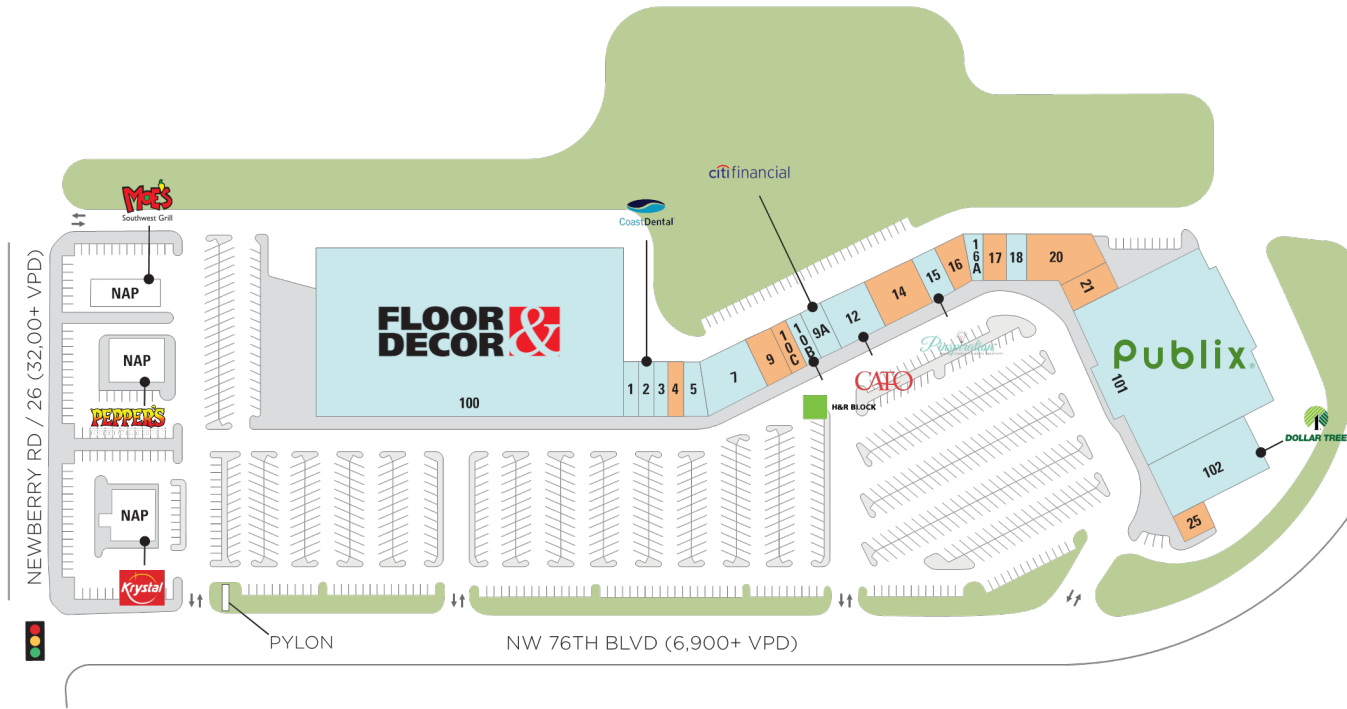 citifinancial
MOE'S
Southwest Grill
CoastDental
NAP
NEWBERRY RD / 26 (32,00+ VPD)
FLOOR &
DECOR
100
1
2
3
4
5
7
9
10C
10B
9A
12
14
15
16
16A
17
18
20
21
Publix
101
Pinspiration
CATO
H&R BLOCK
NAP
PEPPER'S
DOLLAR TREE
102
25
NAP
Krystal
PYLON
NW 76TH BLVD (6,900+ VPD)